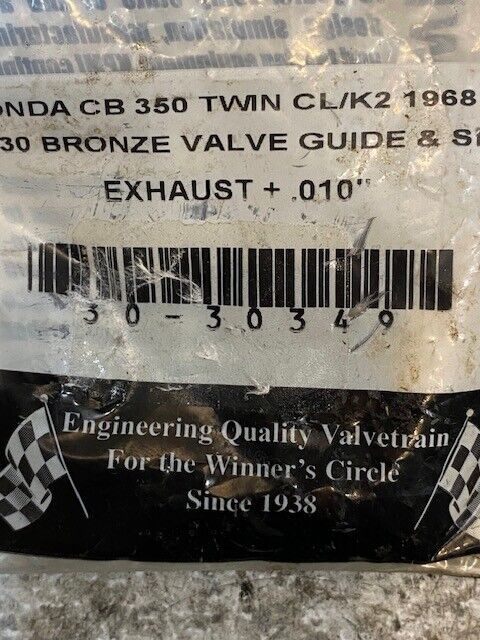 ONDA CB 350 TWIN CL/K2 1968
30 BRONZE VALVE GUIDE & S
EXHAUST + .010"
30-30349
Engineering Quality Valvetrain
For the Winner's Circle
Since 1938